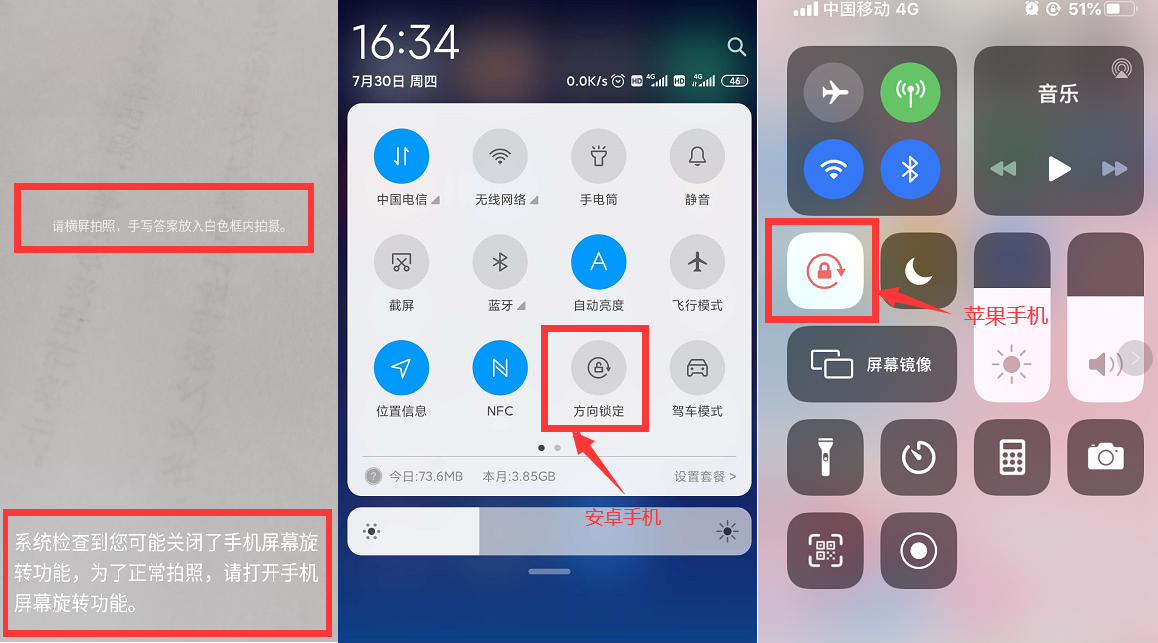 请横屏拍照，手写答案放入白色框内拍摄。
系统检查到您可能关闭了手机屏幕旋
转功能，为了正常拍照，请打开手机
屏幕旋转功能。
16:34
7月30日 周四
0.0K/s HD 4G HD 4G 46
中国电信 无线网络 手电筒 静音
截屏 蓝牙 自动亮度 飞行模式
位置信息 NFC 方向锁定 驾车模式
? 今日:73.6MB 本月:3.85GB 设置套餐 >
安卓手机
中国移动 4G 51%
音乐
苹果手机
屏幕镜像